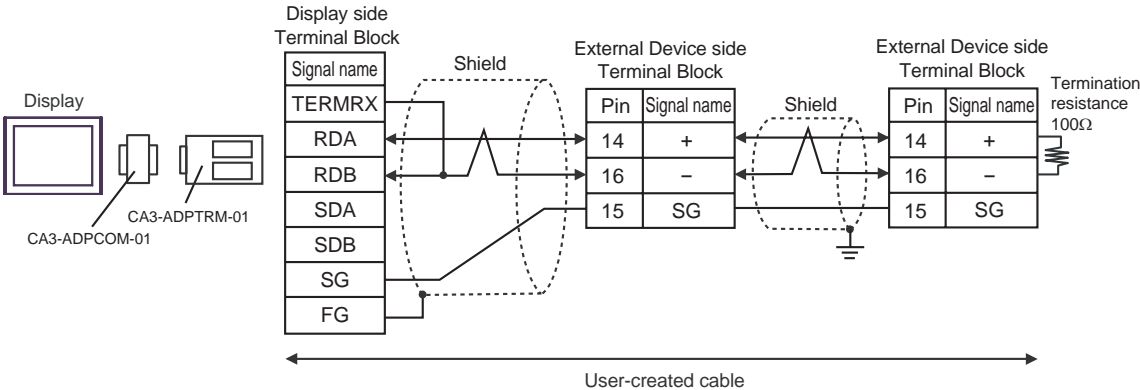 Display
CA3-ADPTRM-01
CA3-ADPCOM-01
Display side
Terminal Block
Signal name
TERMRX
RDA
RDB
SDA
SDB
SG
FG
Shield
External Device side
Terminal Block
Pin Signal name
14 +
16 −
15 SG
Shield
External Device side
Terminal Block
Pin Signal name
14 +
16 −
15 SG
Termination
resistance
100Ω
User-created cable